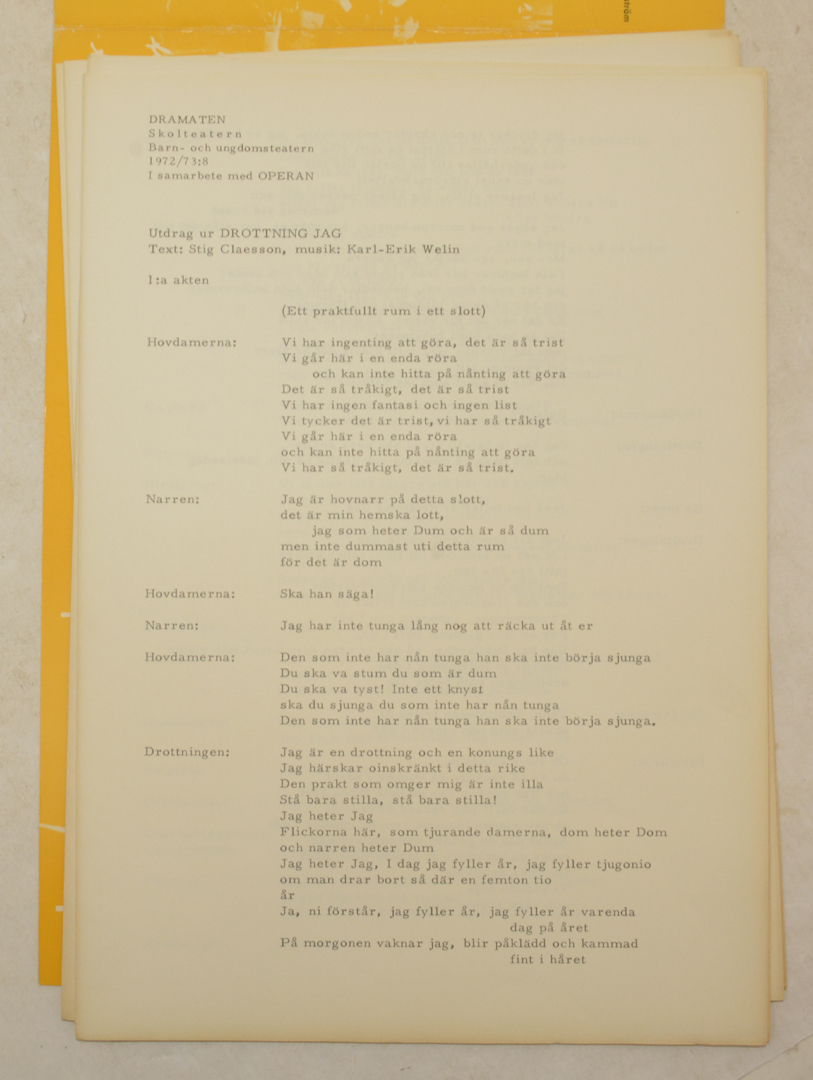 ström
DRAMATEN
Skolteatern
Barn- och ungdomsteatern
1972/73:8
I samarbete med OPERAN
Utdrag ur DROTTNING JAG
Text: Stig Claesson, musik: Karl-Erik Welin
I:a akten
(Ett praktfullt rum i ett slott)
Hovdamerna: Vi har ingenting att göra, det är så trist
Vi går här i en enda röra
och kan inte hitta på nånting att göra
Det är så tråkigt, det är så trist
Vi har ingen fantasi och ingen list
Vi tycker det är trist, vi har så tråkigt
Vi går här i en enda röra
och kan inte hitta på nånting att göra
Vi har så tråkigt, det är så trist.
Narren: Jag är hovnarr på detta slott,
det är min hemska lott,
jag som heter Dum och är så dum
men inte dummast uti detta rum
för det är dom
Hovdamerna: Ska han säga!
Narren: Jag har inte tunga lång nog att räcka ut åt er
Hovdamerna: Den som inte har nån tunga han ska inte börja sjunga
Du ska va stum du som är dum
Du ska va tyst! Inte ett knyst
ska du sjunga du som inte har nån tunga
Den som inte har nån tunga han ska inte börja sjunga.
Drottningen: Jag är en drottning och en konungs like
Jag härskar oinskränkt i detta rike
Den prakt som omger mig är inte illa
Stå bara stilla, stå bara stilla!
Jag heter Jag
Flickorna här, som tjurande damerna, dom heter Dom
och narren heter Dum
Jag heter Jag, I dag jag fyller år, jag fyller tjugonio
om man drar bort så där en femton tio
år
Ja, ni förstår, jag fyller år, jag fyller år varenda
dag på året
På morgonen vaknar jag, blir påklädd och kammad
fint i håret